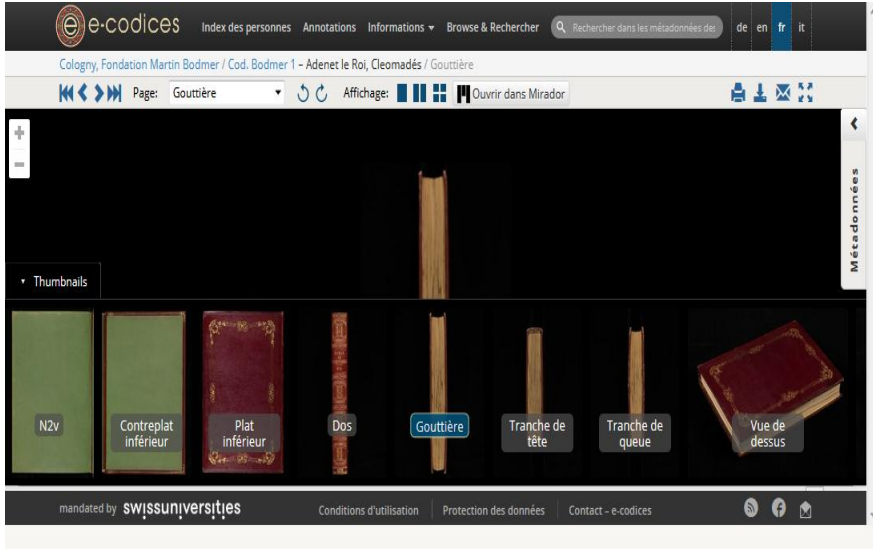 e-codices Index des personnes Annotations Informations Browse & Rechercher Rechercher dans les métadonnées des de en fr it
Cologny, Fondation Martin Bodmer / Cod. Bodmer 1 – Adenet le Roi, Cleomadés / Gouttière
Page: Gouttière Affichage: Ouvrir dans Mirador
Métadonnées
Thumbnails
N2v
Contreplat
inférieur
Plat
inférieur
Dos
Gouttière
Tranche de
tête
Tranche de
queue
Vue de
dessus
mandated by swissuniversities Conditions d'utilisation Protection des données Contact – e-codices